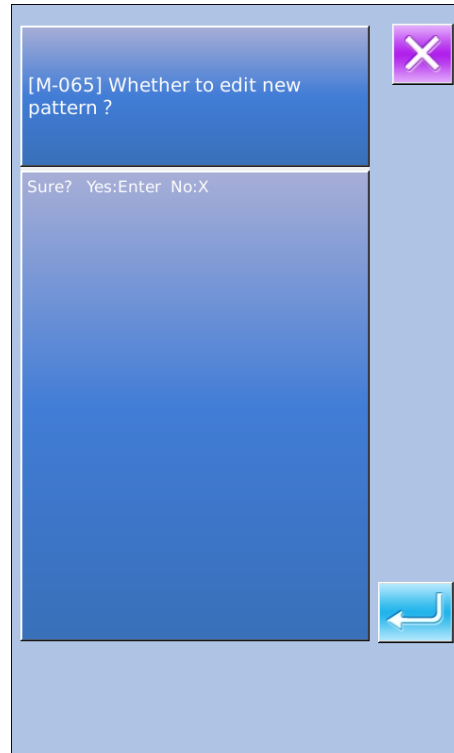 [M-065] Whether to edit new
pattern ?
Sure?   Yes:Enter  No:X